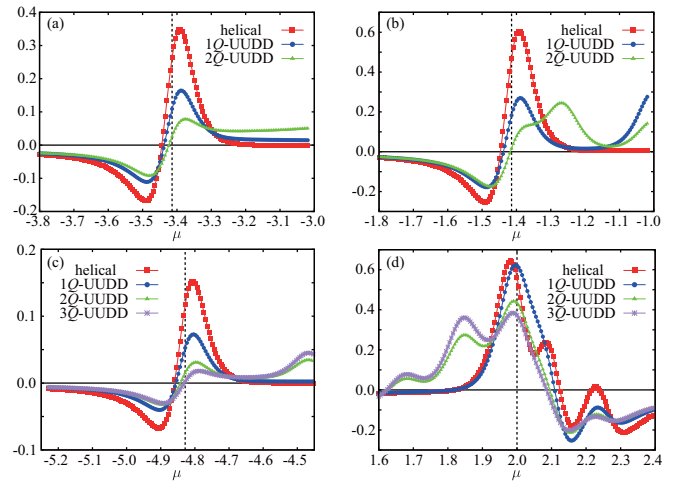 (a)
helical
1Q-UUDD
2Q-UUDD
0.4
0.3
0.2
0.1
0.0
-0.1
-0.2
-3.8 -3.7 -3.6 -3.5 -3.4 -3.3 -3.2 -3.1 -3.0
μ
(b)
helical
1Q-UUDD
2Q-UUDD
0.6
0.4
0.2
0.0
-0.2
-1.8 -1.7 -1.6 -1.5 -1.4 -1.3 -1.2 -1.1 -1.0
μ
(c)
helical
1Q-UUDD
2Q-UUDD
3Q-UUDD
0.2
0.1
0.0
-0.1
-5.2 -5.1 -5.0 -4.9 -4.8 -4.7 -4.6 -4.5
μ
(d)
helical
1Q-UUDD
2Q-UUDD
3Q-UUDD
0.6
0.4
0.2
0.0
-0.2
1.6 1.7 1.8 1.9 2.0 2.1 2.2 2.3 2.4
μ